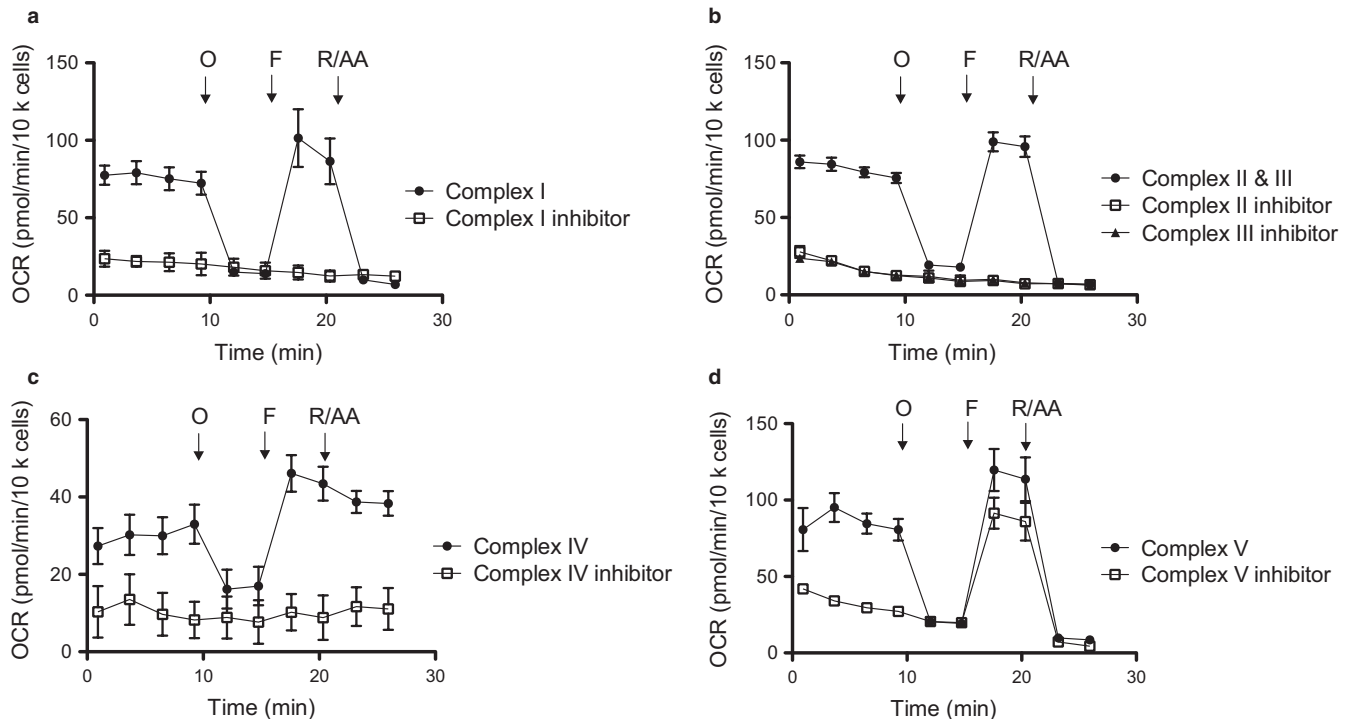 a
O F R/AA
150
100
50
0
OCR (pmol/min/10 k cells)
0 10 20 30
Time (min)
Complex I
Complex I inhibitor
b
O F R/AA
150
100
50
0
OCR (pmol/min/10 k cells)
0 10 20 30
Time (min)
Complex II & III
Complex II inhibitor
Complex III inhibitor
c
O F R/AA
60
40
20
0
OCR (pmol/min/10 k cells)
0 10 20 30
Time (min)
Complex IV
Complex IV inhibitor
d
O F R/AA
150
100
50
0
OCR (pmol/min/10 k cells)
0 10 20 30
Time (min)
Complex V
Complex V inhibitor